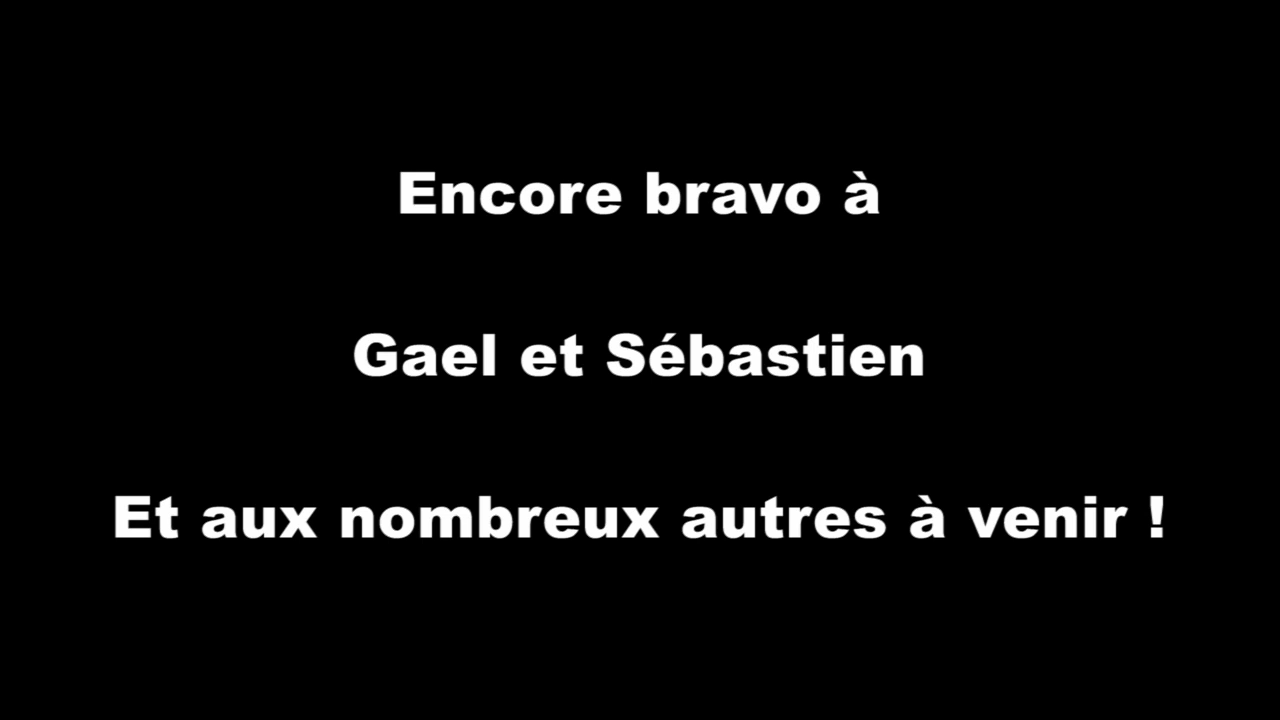 Encore bravo à
Gael et Sébastien
Et aux nombreux autres à venir !